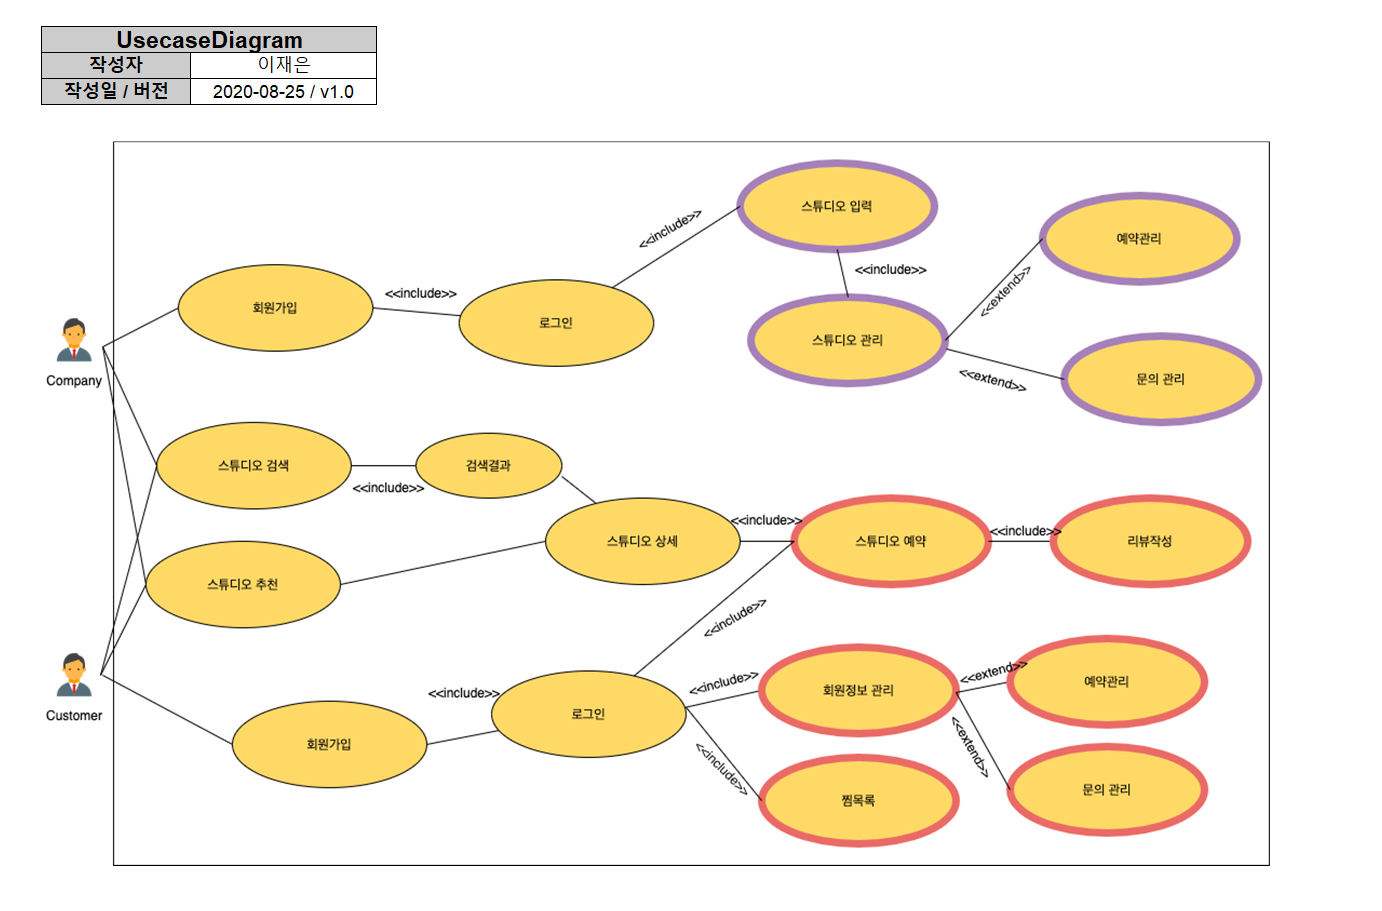 UsecaseDiagram
작성자 이재은
작성일 / 버전 2020-08-25 / v1.0
스튜디오 입력
<<include>>
예약관리
<<include>>
<<extend>>
회원가입
<<include>>
로그인
스튜디오 관리
Company
<<extend>>
문의 관리
스튜디오 검색
<<include>>
검색결과
스튜디오 상세
<<include>>
스튜디오 예약
<<include>>
리뷰작성
스튜디오 추천
<<include>>
Customer
회원가입
<<include>>
로그인
<<include>>
회원정보 관리
<<extend>>
예약관리
<<extend>>
<<include>>
찜목록
문의 관리